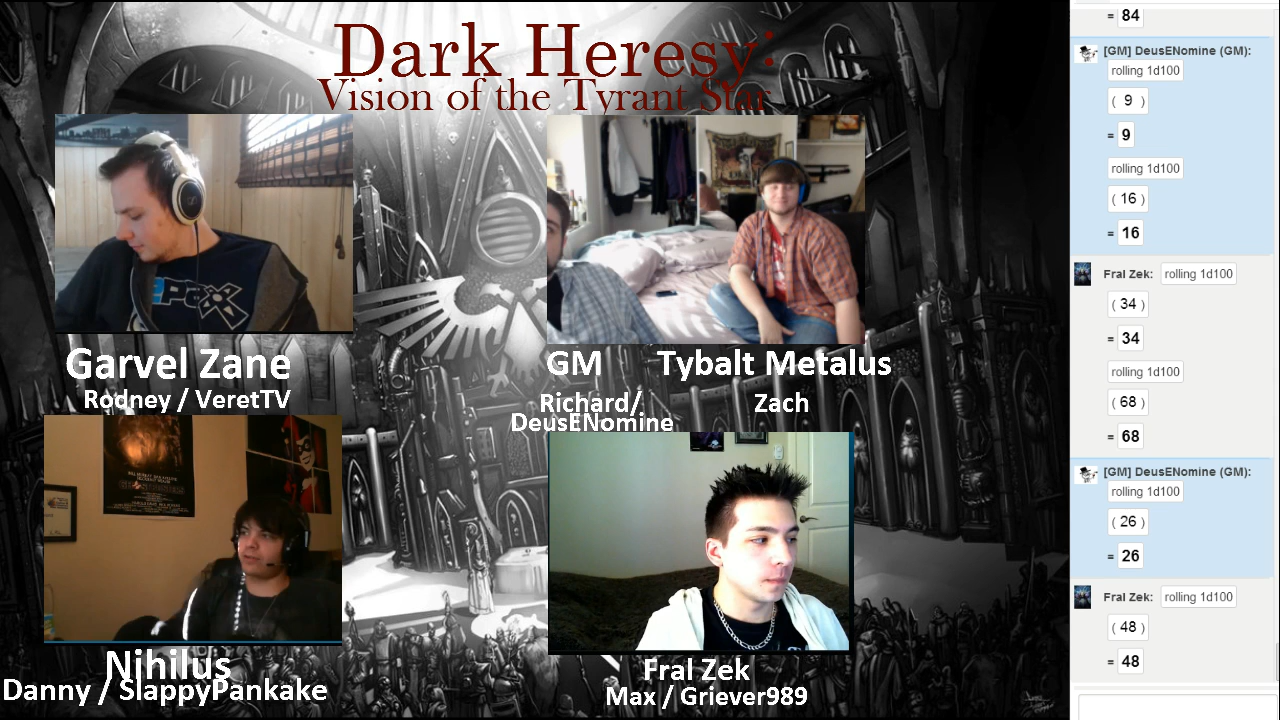 Dark Heresy:
Vision of the Tyrant Star
Garvel Zane
Rodney / VeretTV
GM
Richard/
DeusENomine
Tybalt Metalus
Zach
Nihilus
Danny / SlappyPankake
Fral Zek
Max / Griever989
= 84
[GM] DeusENomine (GM):
rolling 1d100
( 9 )
= 9
rolling 1d100
( 16 )
= 16
Fral Zek: rolling 1d100
( 34 )
= 34
rolling 1d100
( 68 )
= 68
[GM] DeusENomine (GM):
rolling 1d100
( 26 )
= 26
Fral Zek: rolling 1d100
( 48 )
= 48